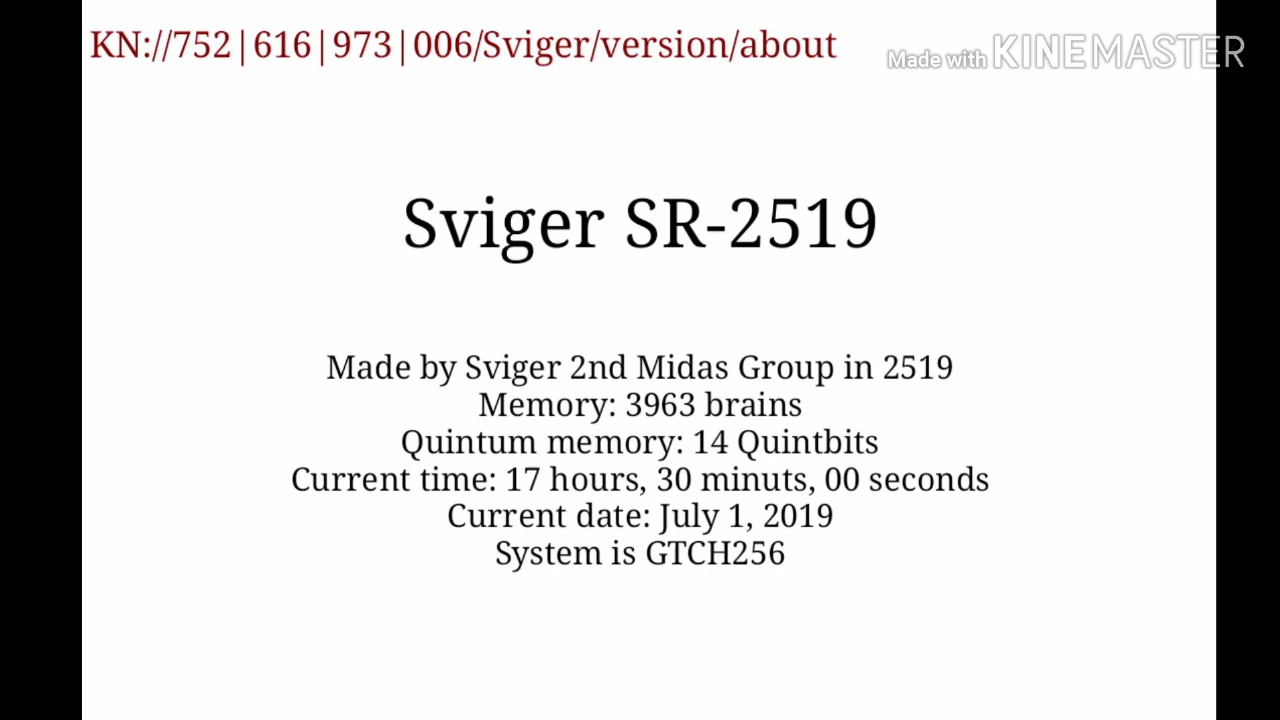 KN://752|616|973|006/Sviger/version/about
Made with KINEMASTER
Sviger SR-2519
Made by Sviger 2nd Midas Group in 2519
Memory: 3963 brains
Quintum memory: 14 Quintbits
Current time: 17 hours, 30 minuts, 00 seconds
Current date: July 1, 2019
System is GTCH256